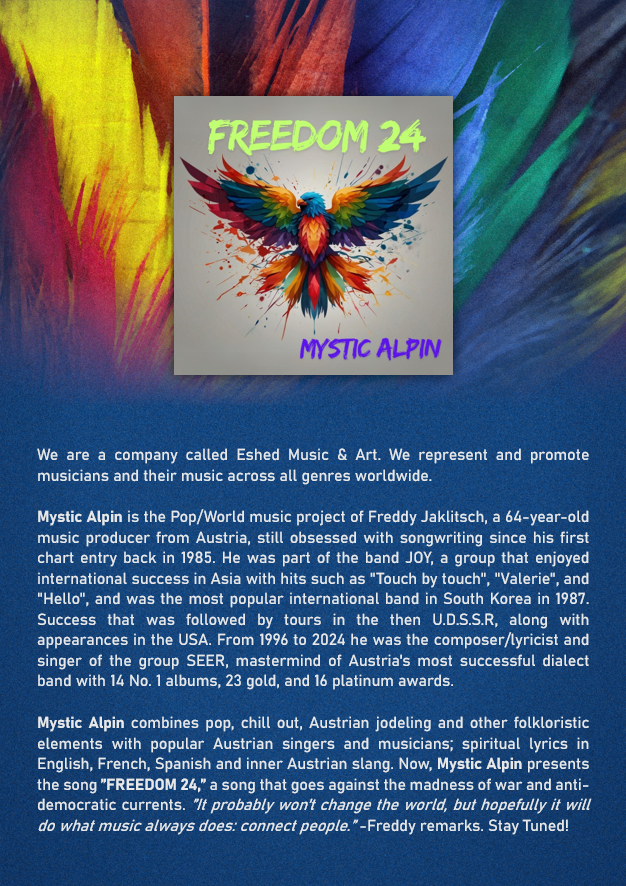 FREEDOM 24
MYSTIC ALPIN
We are a company called Eshed Music & Art. We represent and promote
musicians and their music across all genres worldwide.
Mystic Alpin is the Pop/World music project of Freddy Jaklitsch, a 64-year-old
music producer from Austria, still obsessed with songwriting since his first
chart entry back in 1985. He was part of the band JOY, a group that enjoyed
international success in Asia with hits such as "Touch by touch", "Valerie", and
"Hello", and was the most popular international band in South Korea in 1987.
Success that was followed by tours in the then U.D.S.S.R, along with
appearances in the USA. From 1996 to 2024 he was the composer/lyricist and
singer of the group SEER, mastermind of Austria's most successful dialect
band with 14 No. 1 albums, 23 gold, and 16 platinum awards.
Mystic Alpin combines pop, chill out, Austrian jodeling and other folkloristic
elements with popular Austrian singers and musicians; spiritual lyrics in
English, French, Spanish and inner Austrian slang. Now, Mystic Alpin presents
the song "FREEDOM 24," a song that goes against the madness of war and anti-
democratic currents. "It probably won't change the world, but hopefully it will
do what music always does: connect people." -Freddy remarks. Stay Tuned!